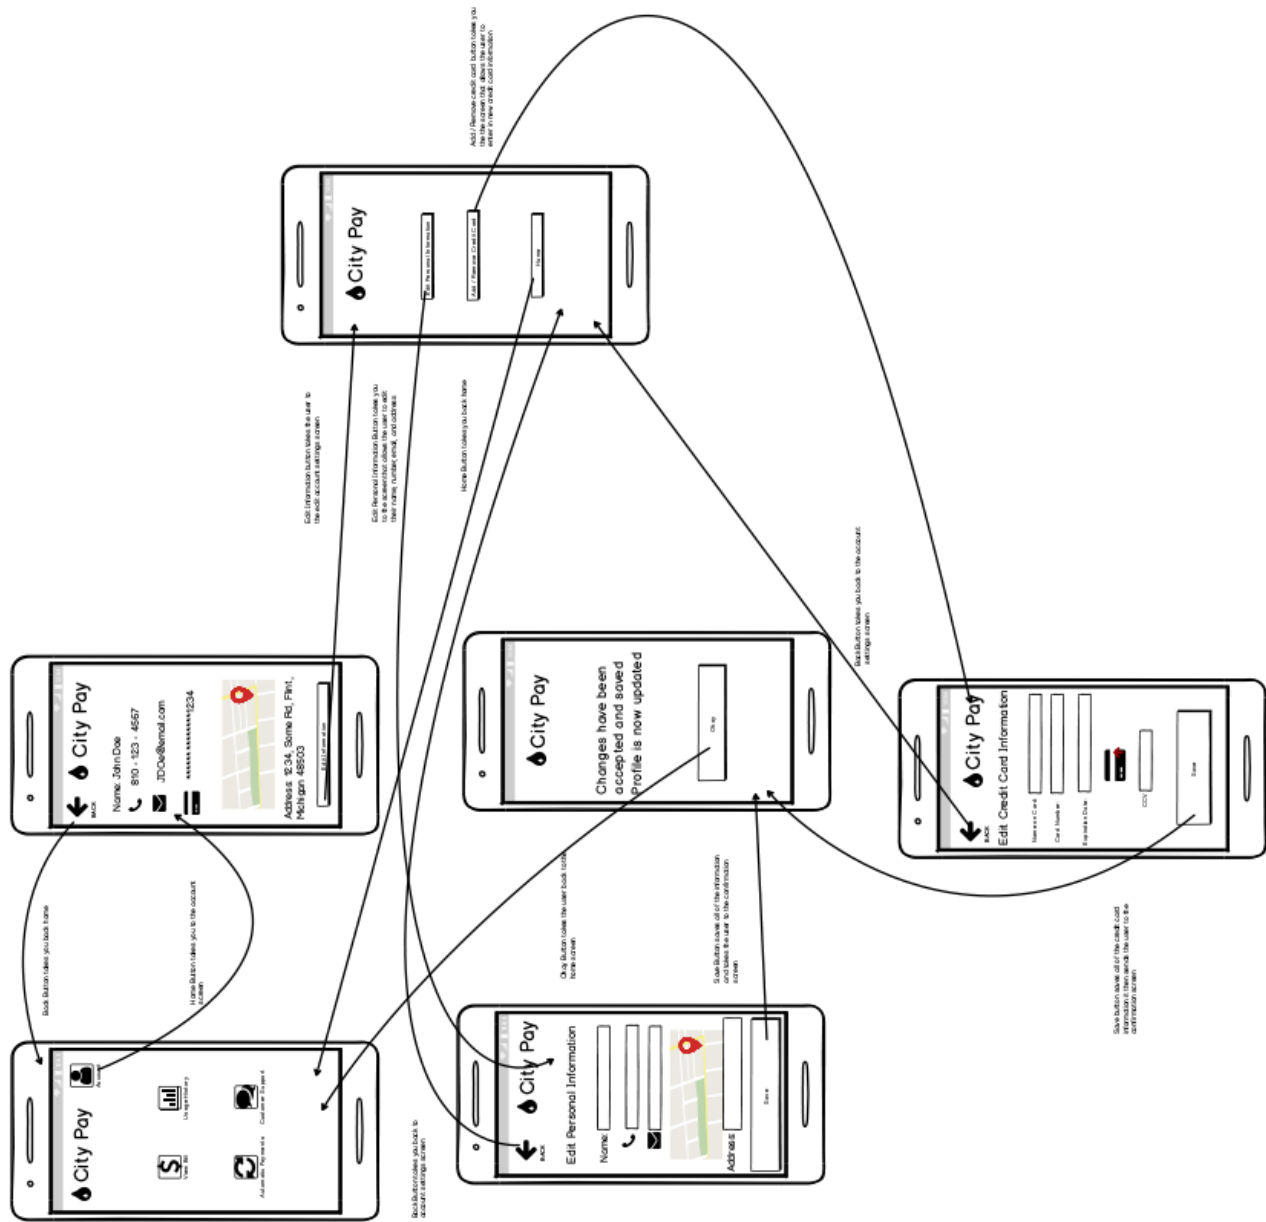 City Pay
Account
View Bill
Usage History
Automatic Payments
Customer Support
Back Button takes you back home
Home Button takes you to the account
screen
BACK
City Pay
Name: John Doe
810 - 123 - 4567
JDOe@email.com
************1234
Address: 1234, Some Rd, Flint,
Michigan 48503
Edit Information
Edit Information button takes the user to
the edit account settings screen
City Pay
Edit Personal Information
Add / Remove Credit Card
Home
Edit Personal Information Button takes you
to the screen that allows the user to edit
their name, number, email, and address
Home Button takes you back home
Add / Remove credit card button takes you
the the screen that allows the user to
enter in new credit card information
Back Button takes you back to
account settings screen
BACK
City Pay
Edit Personal Information
Name:
Address:
Save
Save Button saves all of the information
and takes the user to the confirmation
screen
Okay Button takes the user back to the
home screen
City Pay
Changes have been
accepted and saved
Profile is now updated
Okay
Back Button takes you back to the account
settings screen
BACK
City Pay
Edit Credit Card Information
Name on Card:
Card Number:
Expiration Date:
CCV
Save
Save button saves all of the credit card
information it then sends the user to the
confirmation screen